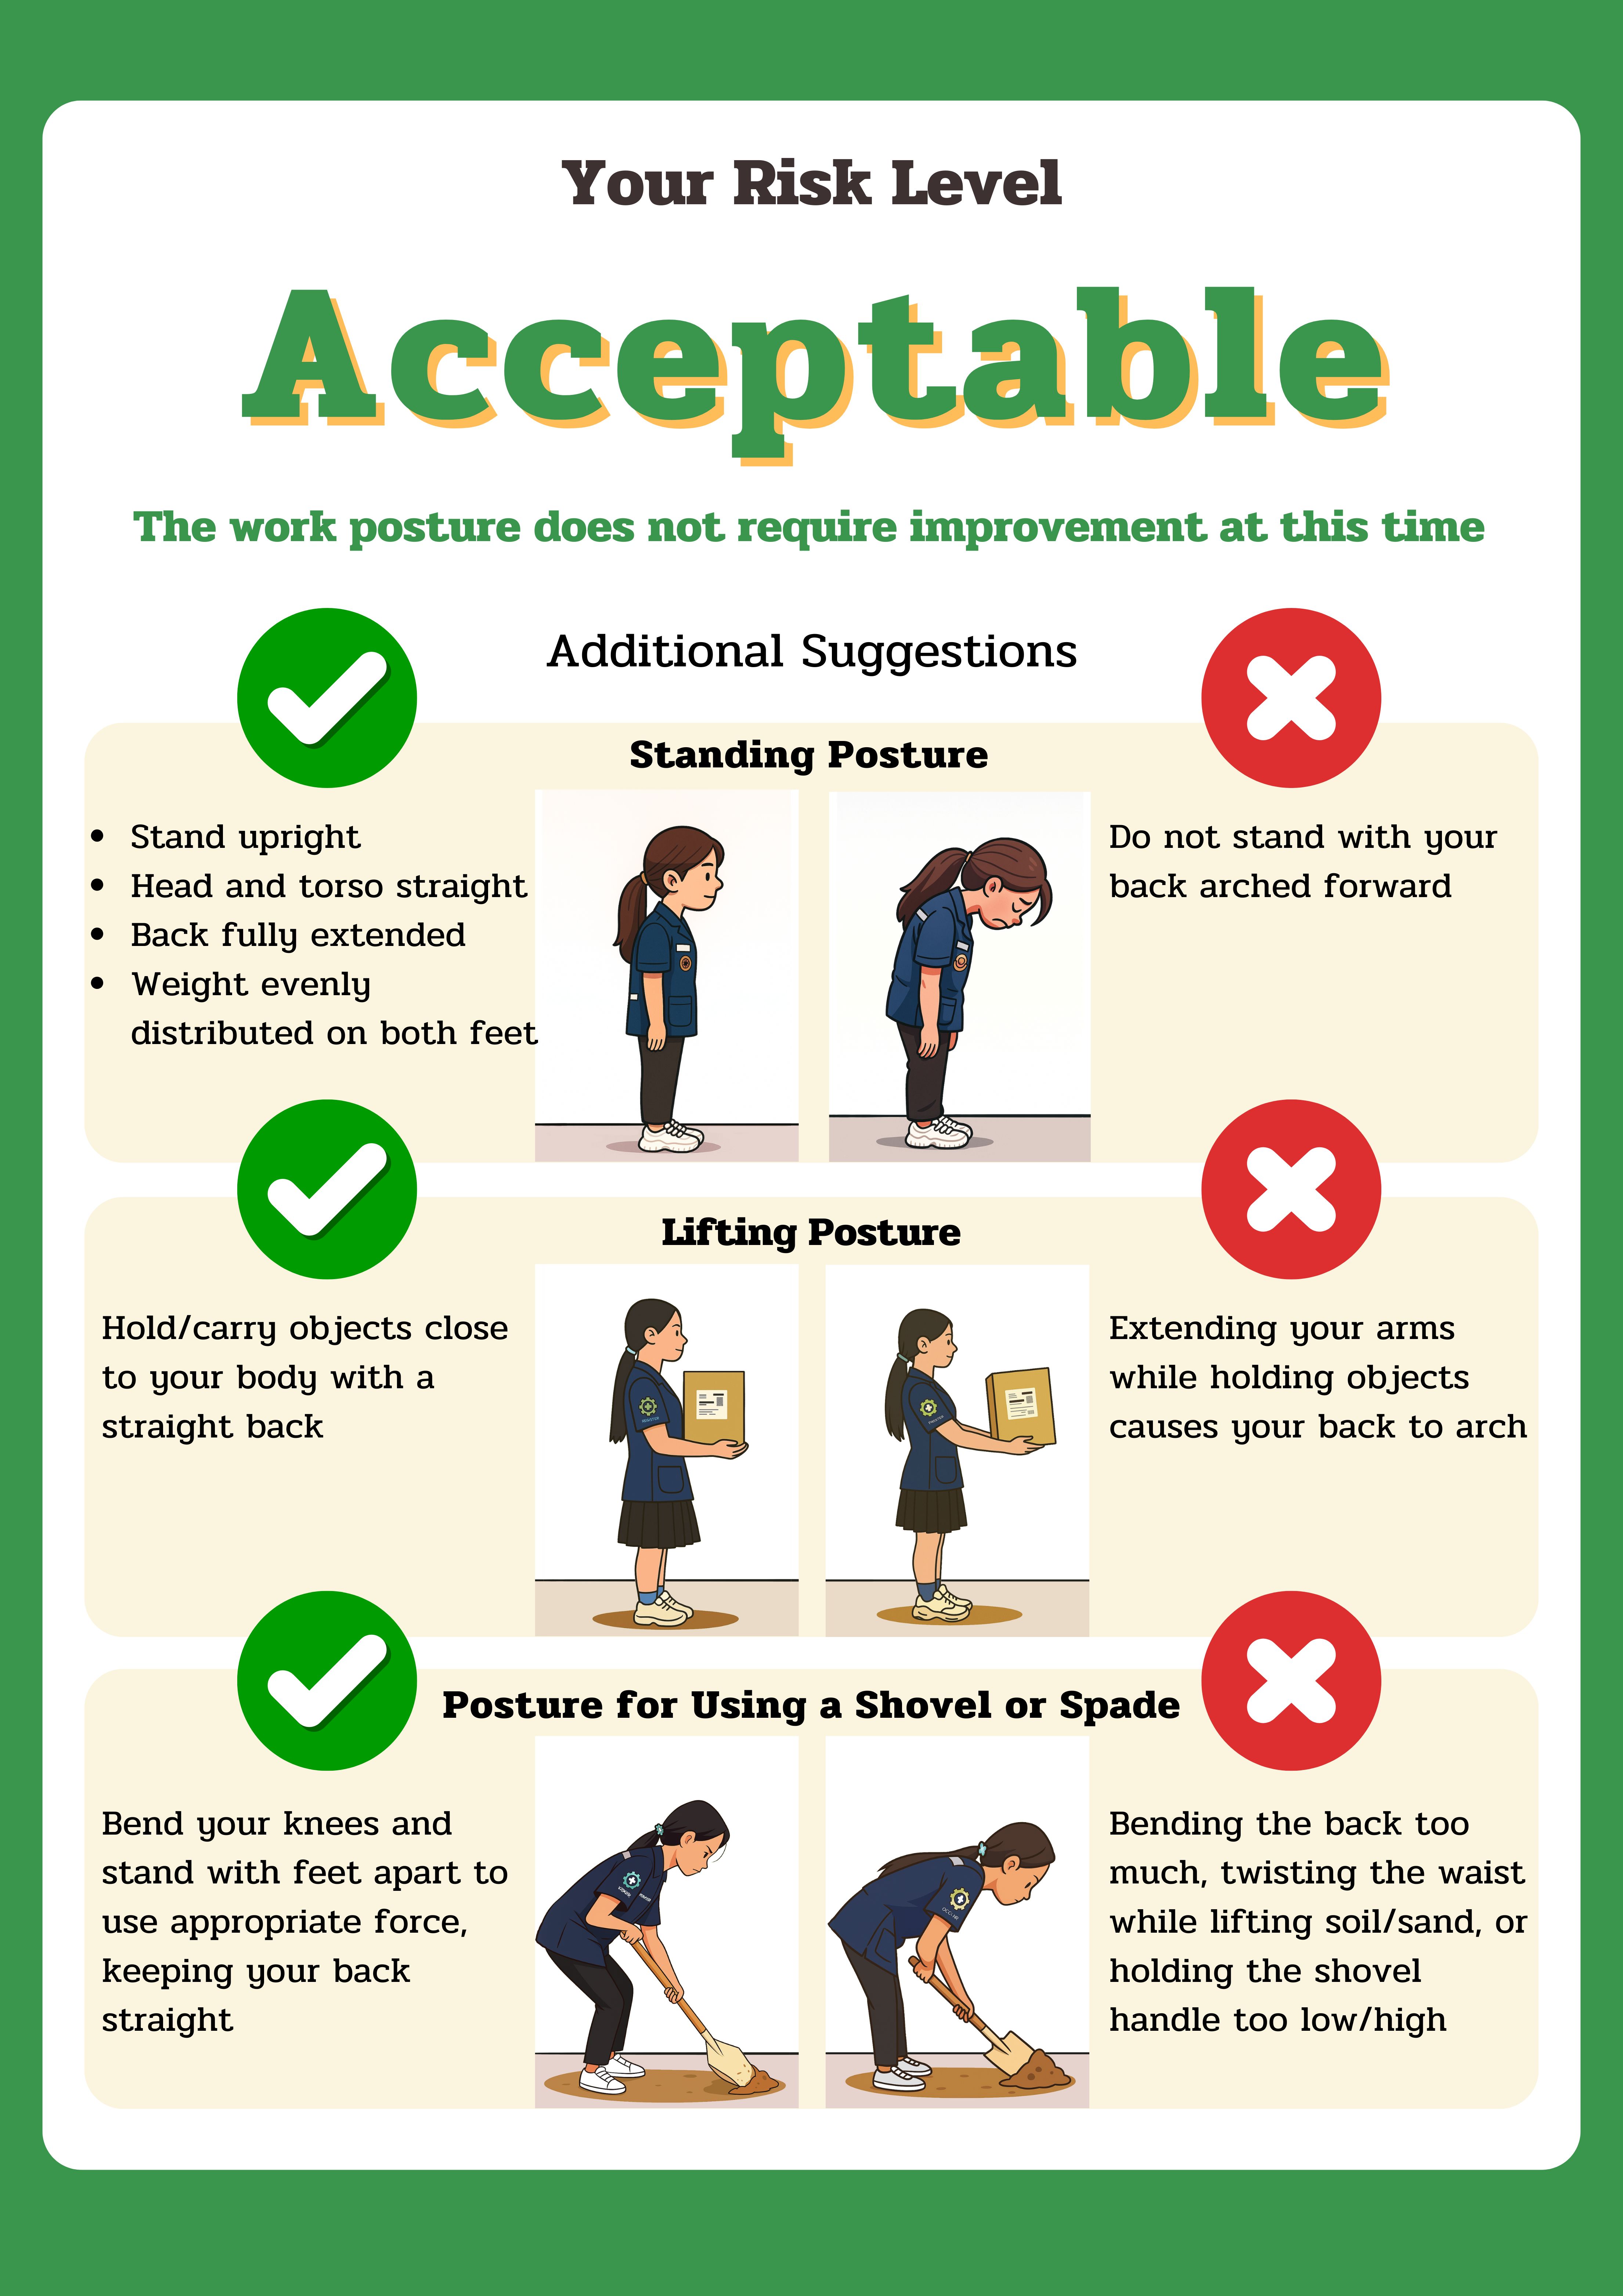 Your Risk Level
Acceptable
The work posture does not require improvement at this time
Additional Suggestions
Standing Posture
• Stand upright
• Head and torso straight
• Back fully extended
• Weight evenly
distributed on both feet
Do not stand with your
back arched forward
Lifting Posture
Hold/carry objects close
to your body with a
straight back
Extending your arms
while holding objects
causes your back to arch
Posture for Using a Shovel or Spade
Bend your knees and
stand with feet apart to
use appropriate force,
keeping your back
straight
Bending the back too
much, twisting the waist
while lifting soil/sand, or
holding the shovel
handle too low/high